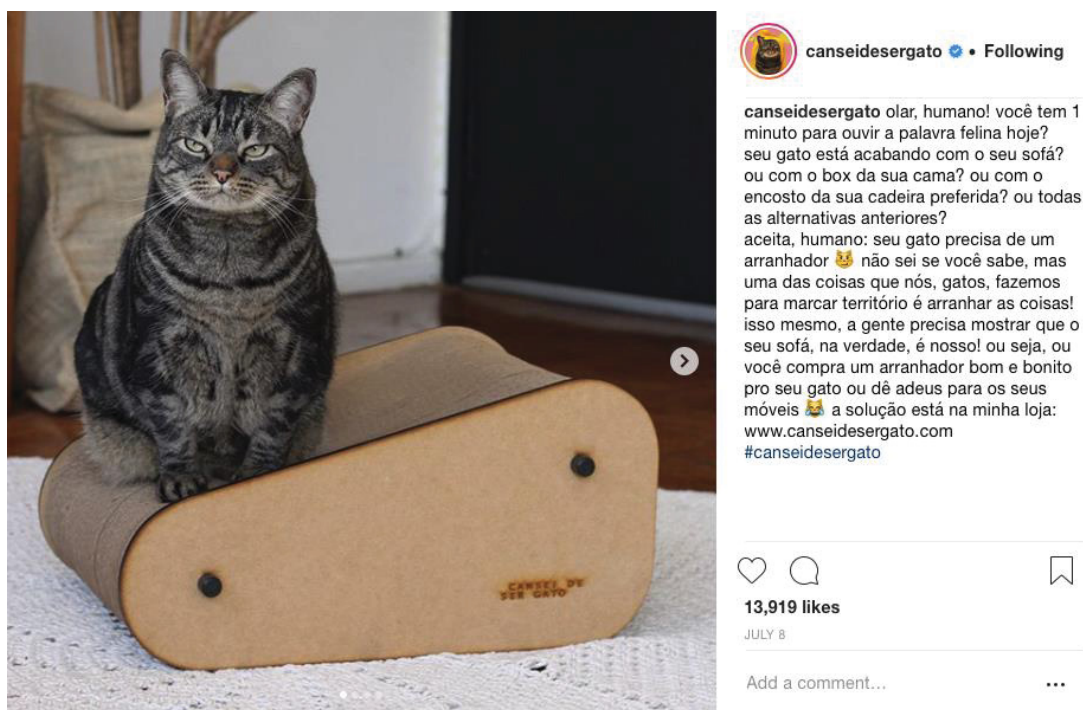 CANSEI DE
SER GATO
canseidesergato • Following
canseidesergato olar, humano! você tem 1
minuto para ouvir a palavra felina hoje?
seu gato está acabando com o seu sofá?
ou com o box da sua cama? ou com o
encosto da sua cadeira preferida? ou todas
as alternativas anteriores?
aceita, humano: seu gato precisa de um
arranhador 😼 não sei se você sabe, mas
uma das coisas que nós, gatos, fazemos
para marcar território é arranhar as coisas!
isso mesmo, a gente precisa mostrar que o
seu sofá, na verdade, é nosso! ou seja, ou
você compra um arranhador bom e bonito
pro seu gato ou dê adeus para os seus
móveis 😹 a solução está na minha loja:
www.canseidesergato.com
#canseidesergato
13,919 likes
JULY 8
Add a comment...